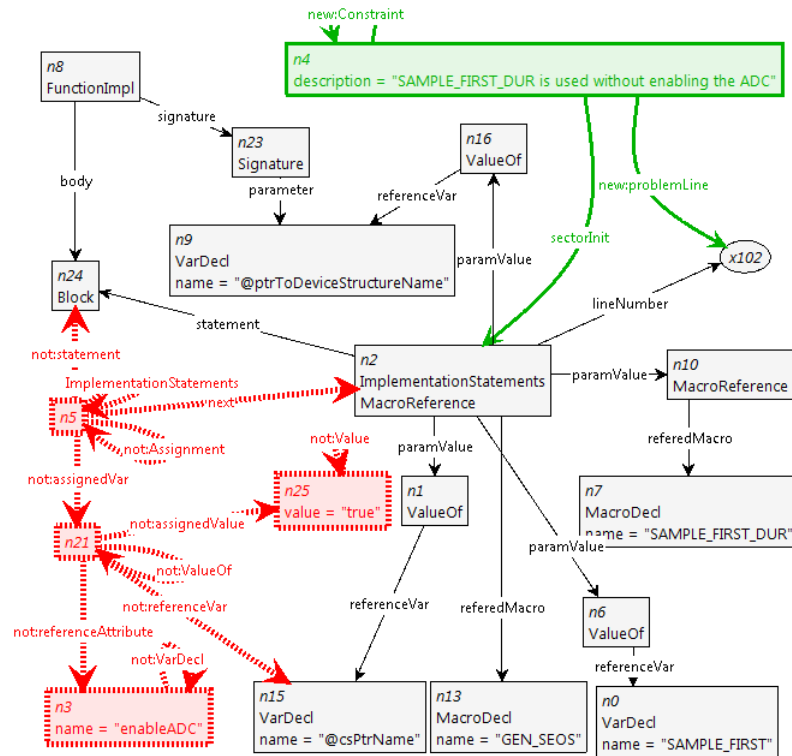 new:Constraint
n4
description = "SAMPLE_FIRST_DUR is used without enabling the ADC"
n8
FunctionImpl
signature
n23
Signature
n16
ValueOf
body
parameter
referenceVar
new:problemLine
n9
VarDecl
name = "@ptrToDeviceStructureName"
sectorInit
paramValue
x102
n24
Block
statement
lineNumber
not:statement
n2
ImplementationStatements
MacroReference
n10
MacroReference
paramValue
ImplementationStatements
next
n5
not:Assignment
not:Value
paramValue
referedMacro
not:assignedVar
n25
value = "true"
n1
ValueOf
n7
MacroDecl
name = "SAMPLE_FIRST_DUR"
not:assignedValue
n21
not:ValueOf
paramValue
not:referenceVar
referenceVar
referedMacro
n6
ValueOf
not:referenceAttribute
not:VarDecl
referenceVar
n3
name = "enableADC"
n15
VarDecl
name = "@csPtrName"
n13
MacroDecl
name = "GEN_SEOS"
n0
VarDecl
name = "SAMPLE_FIRST"